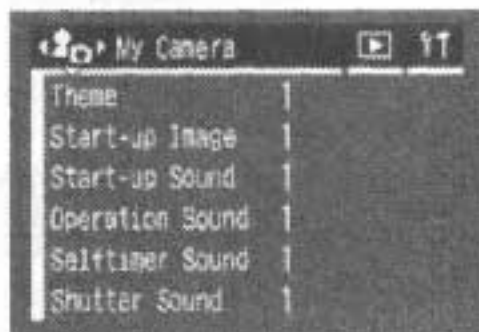 My Camera
Theme 1
Start-up Image 1
Start-up Sound 1
Operation Sound 1
Selftimer Sound 1
Shutter Sound 1